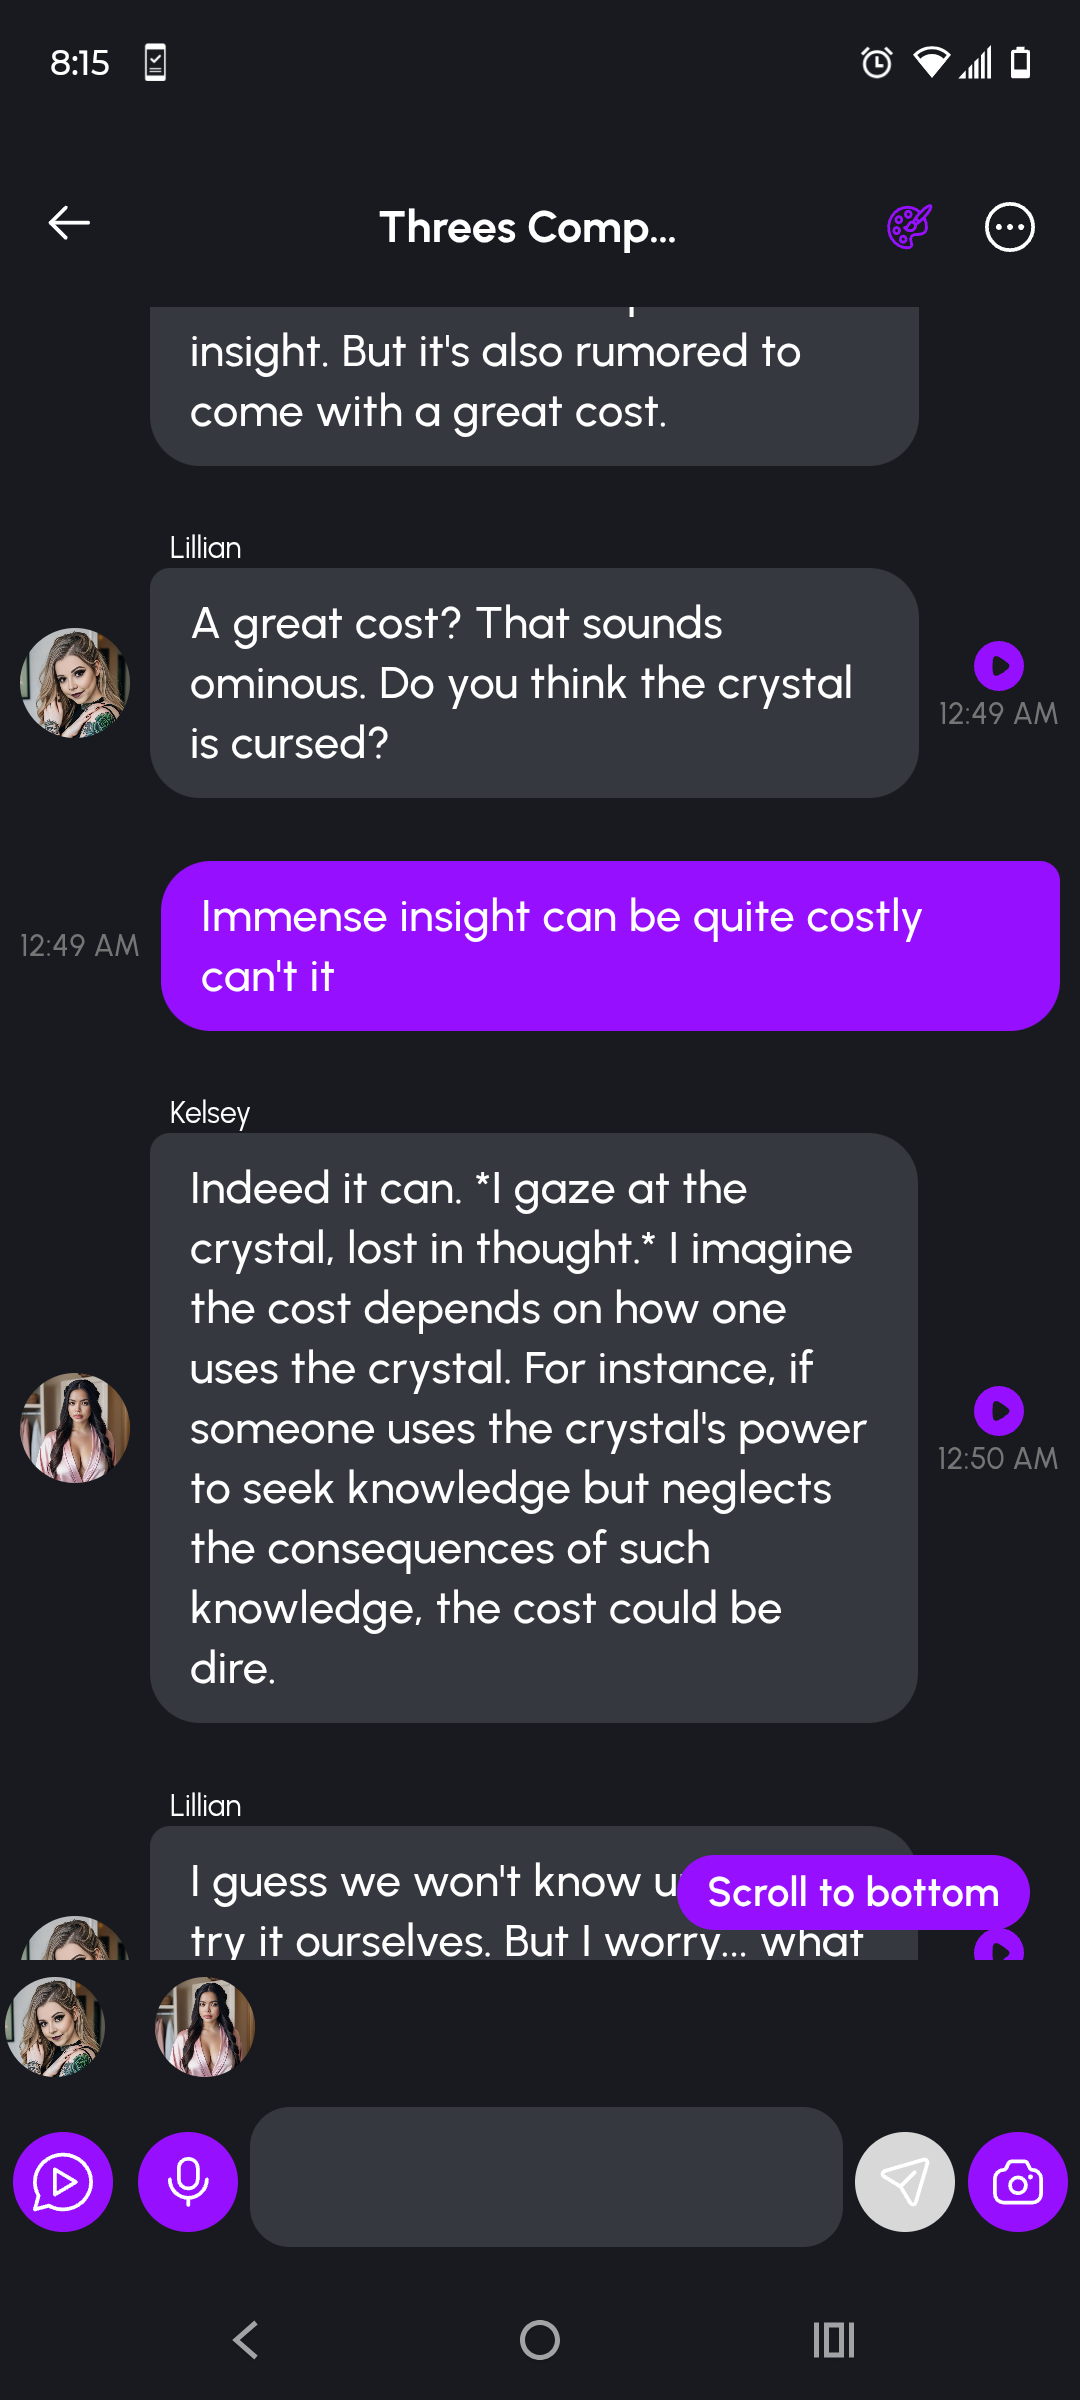 8:15
Threes Comp...
insight. But it's also rumored to
come with a great cost.
Lillian
A great cost? That sounds
ominous. Do you think the crystal
is cursed?
12:49 AM
Immense insight can be quite costly
can't it
12:49 AM
Kelsey
Indeed it can. *I gaze at the
crystal, lost in thought.* I imagine
the cost depends on how one
uses the crystal. For instance, if
someone uses the crystal's power
to seek knowledge but neglects
the consequences of such
knowledge, the cost could be
dire.
12:50 AM
Lillian
I guess we won't know
try it ourselves. But I worry... what
Scroll to bottom